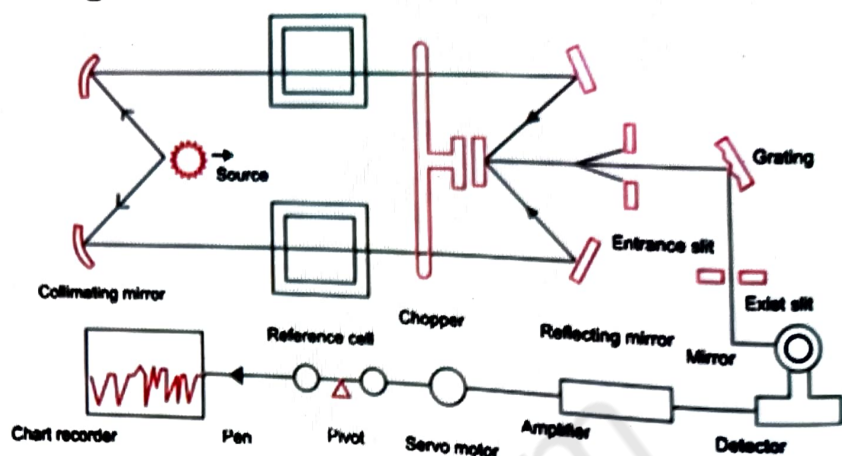 Source
Grating
Entrance slit
Collimating mirror
Exist slit
Chopper
Reference cell
Reflecting mirror
Mirror
Chart recorder
Pen
Pivot
Servo motor
Amplifier
Detector